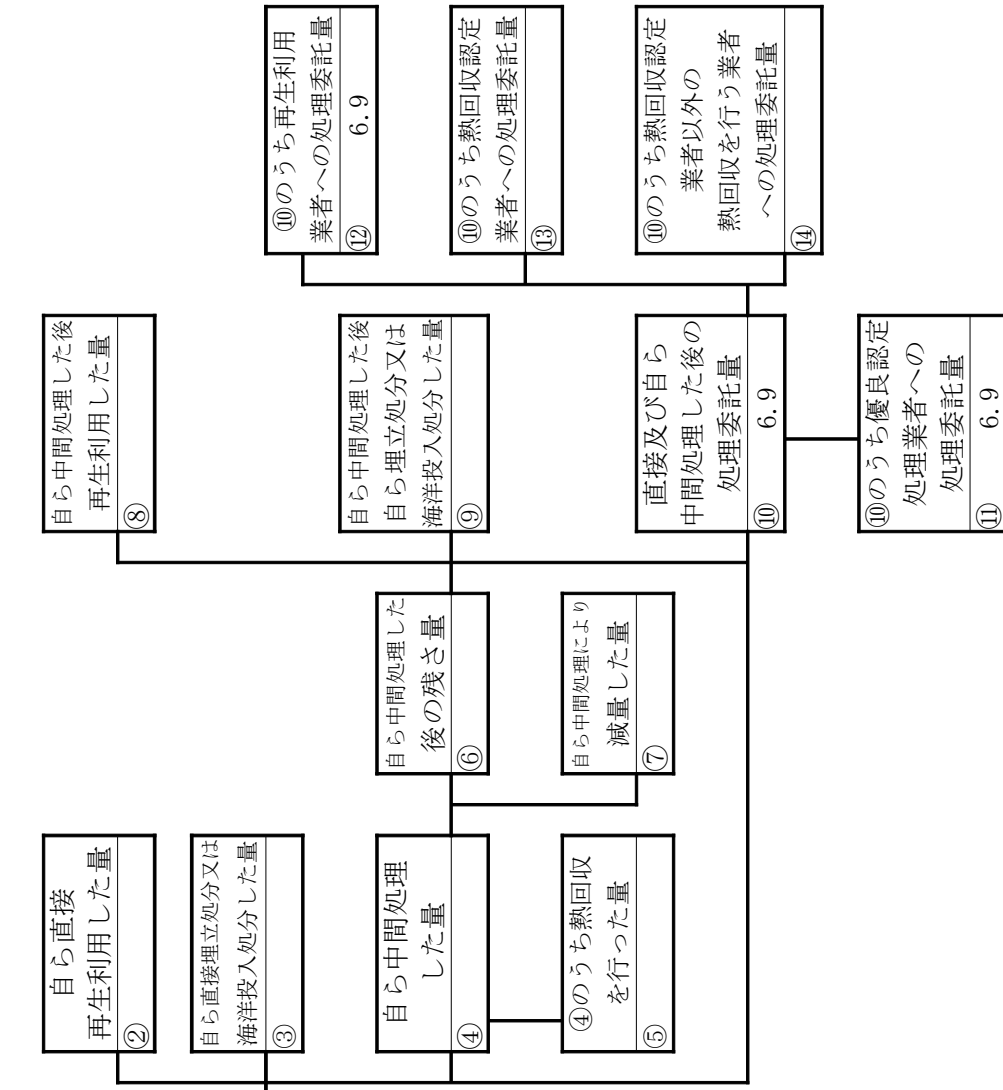 自ら直接
再生利用した量
②
自ら直接埋立処分又は
海洋投入処分した量
③
自ら中間処理
した量
④
④のうち熱回収
を行った量
⑤
自ら中間処理した
後の残さ量
⑥
自ら中間処理により
減量した量
⑦
自ら中間処理した後
再生利用した量
⑧
自ら中間処理した後
自ら埋立処分又は
海洋投入処分した量
⑨
直接及び自ら
中間処理した後の
処理委託量
⑩ 6.9
⑩のうち優良認定
処理業者への
処理委託量
⑪ 6.9
⑩のうち再生利用
業者への処理委託量
⑫ 6.9
⑩のうち熱回収認定
業者への処理委託量
⑬
⑩のうち熱回収認定
業者以外の
熱回収を行う業者
への処理委託量
⑭